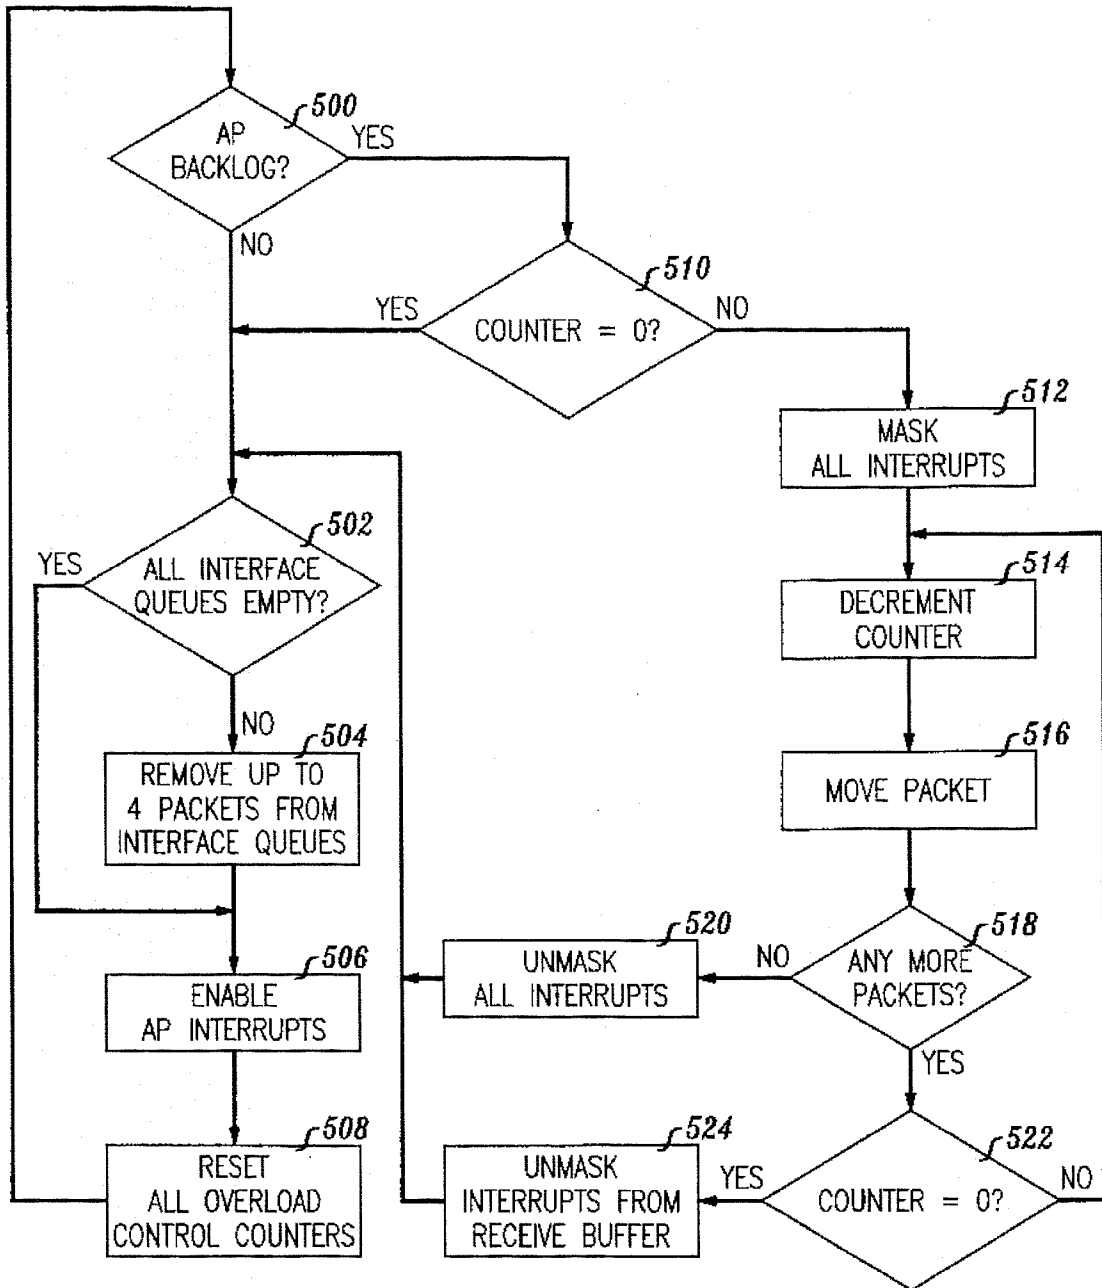 500
AP
BACKLOG?
YES
NO
510
YES
COUNTER = 0?
NO
512
MASK
ALL INTERRUPTS
502
YES
ALL INTERFACE
QUEUES EMPTY?
NO
514
DECREMENT
COUNTER
504
REMOVE UP TO
4 PACKETS FROM
INTERFACE QUEUES
516
MOVE PACKET
518
ANY MORE
PACKETS?
NO
YES
520
UNMASK
ALL INTERRUPTS
506
ENABLE
AP INTERRUPTS
508
RESET
ALL OVERLOAD
CONTROL COUNTERS
524
UNMASK
INTERRUPTS FROM
RECEIVE BUFFER
YES
522
COUNTER = 0?
NO